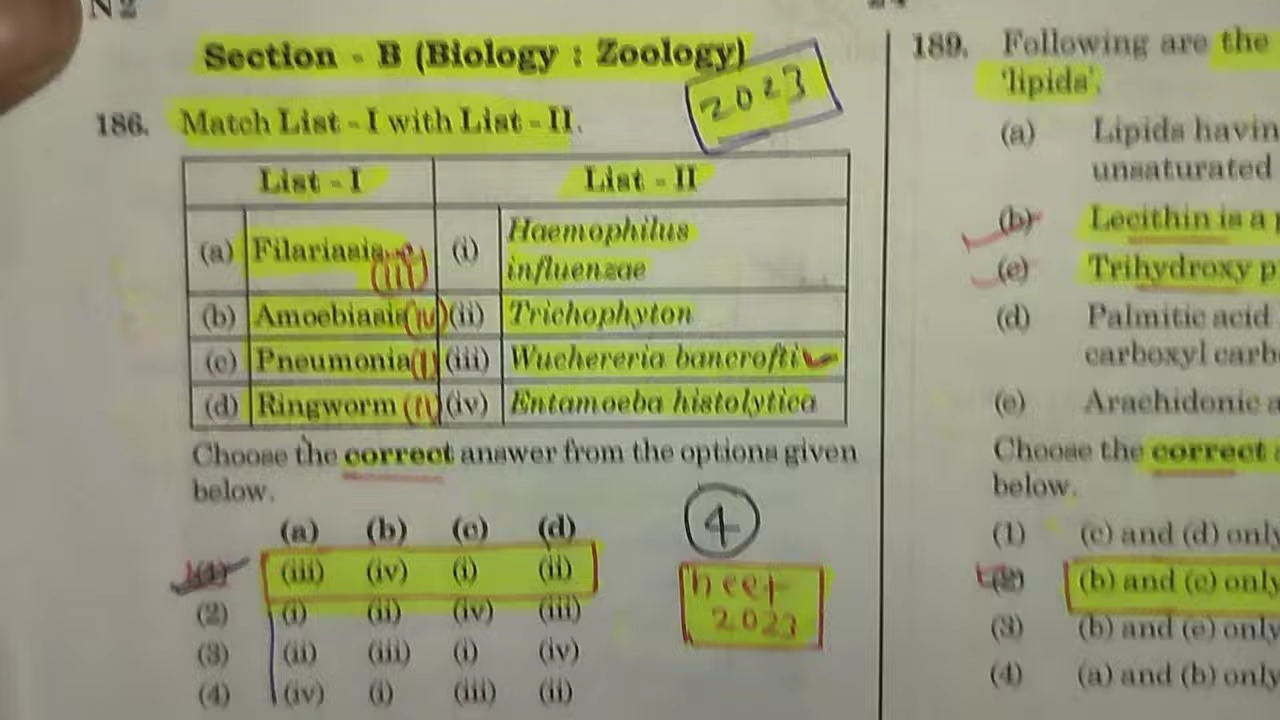 N 2
24
Section - B (Biology : Zoology)
2023
186. Match List - I with List - II.
List - I List - II
(a) Filariasis (iii) (i) Haemophilus
influenzae
(b) Amoebiasis (iv) (ii) Trichophyton
(c) Pneumonia (i) (iii) Wuchereria bancrofti
(d) Ringworm (iv) Entamoeba histolytica
Choose the correct answer from the options given
below.
(a) (b) (c) (d)
(1) (iii) (iv) (i) (ii)
(2) (i) (ii) (iv) (iii)
(3) (ii) (iii) (i) (iv)
(4) (iv) (i) (iii) (ii)
4
neet
2023
189. Following are the
'lipids'.
(a) Lipids havin
unsaturated
(b) Lecithin is a p
(c) Trihydroxy p
(d) Palmitic acid
carboxyl carb
(e) Arachidonic a
Choose the correct a
below.
(1) (c) and (d) only
(2) (b) and (c) only
(3) (b) and (e) only
(4) (a) and (b) only